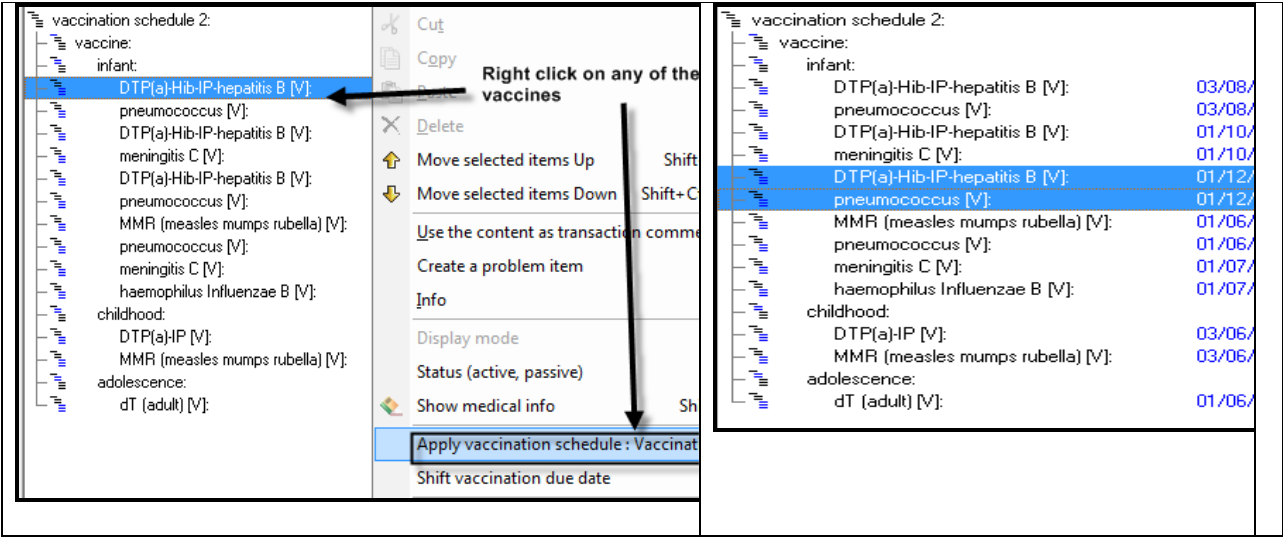 vaccination schedule 2:
vaccine:
infant:
DTP(a)-Hib-IP-hepatitis B [V]:
pneumococcus [V]:
DTP(a)-Hib-IP-hepatitis B [V]:
meningitis C [V]:
DTP(a)-Hib-IP-hepatitis B [V]:
pneumococcus [V]:
MMR (measles mumps rubella) [V]:
pneumococcus [V]:
meningitis C [V]:
haemophilus Influenzae B [V]:
childhood:
DTP(a)-IP [V]:
MMR (measles mumps rubella) [V]:
adolescence:
dT (adult) [V]:
Cut
Copy
Paste
Delete
Move selected items Up Shift
Move selected items Down Shift+C
Use the content as transaction comme
Create a problem item
Info
Display mode
Status (active, passive)
Show medical info Sh
Apply vaccination schedule : Vaccinat
Shift vaccination due date
Right click on any of the
vaccines
vaccination schedule 2:
vaccine:
infant:
DTP(a)-Hib-IP-hepatitis B [V]: 03/08/
pneumococcus [V]: 03/08/
DTP(a)-Hib-IP-hepatitis B [V]: 01/10/
meningitis C [V]: 01/10/
DTP(a)-Hib-IP-hepatitis B [V]: 01/12/
pneumococcus [V]: 01/12/
MMR (measles mumps rubella) [V]: 01/06/
pneumococcus [V]: 01/06/
meningitis C [V]: 01/07/
haemophilus Influenzae B [V]: 01/07/
childhood:
DTP(a)-IP [V]: 03/06/
MMR (measles mumps rubella) [V]: 03/06/
adolescence:
dT (adult) [V]: 01/06/